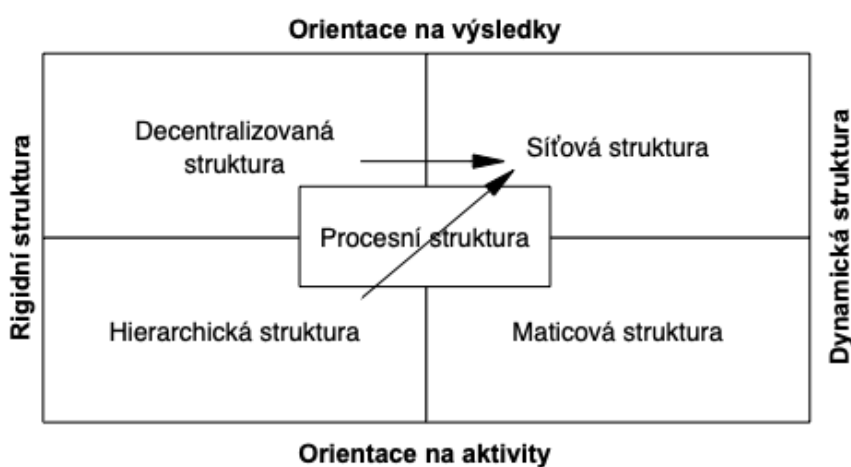 Orientace na výsledky
Rigidní struktura
Decentralizovaná
struktura
Síťová struktura
Procesní struktura
Hierarchická struktura
Maticová struktura
Dynamická struktura
Orientace na aktivity